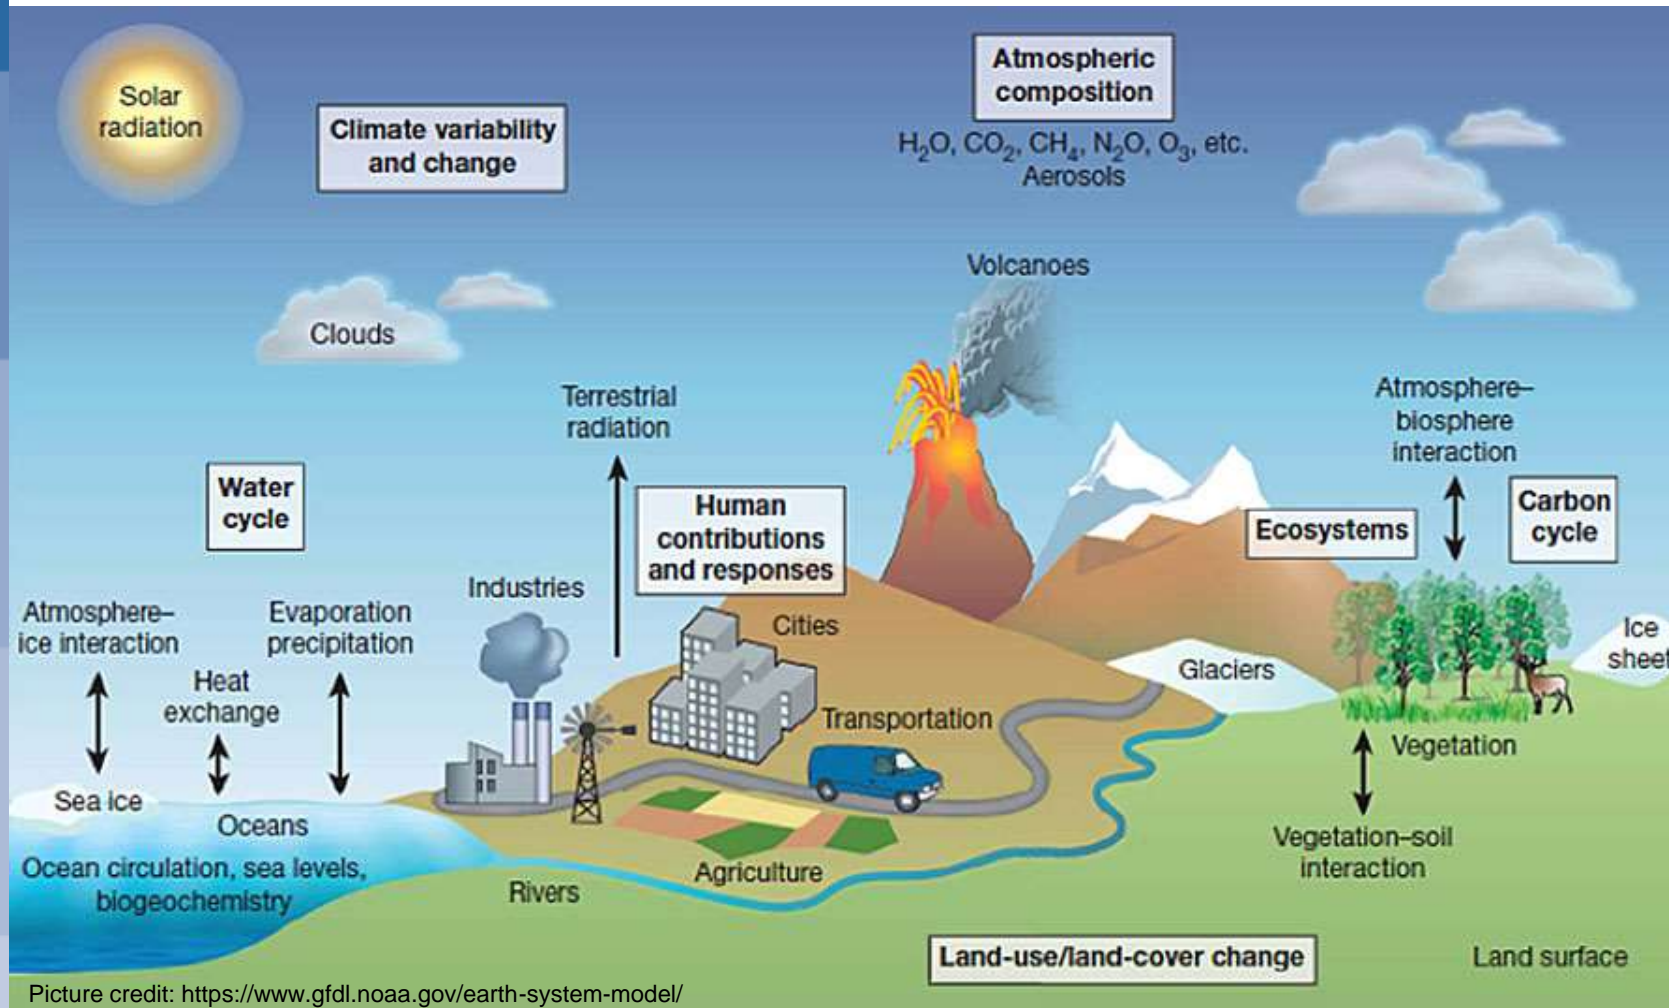 Solar
radiation
Climate variability
and change
Atmospheric
composition
H₂O, CO₂, CH₄, N₂O, O₃, etc.
Aerosols
Volcanoes
Clouds
Terrestrial
radiation
Atmosphere–
biosphere
interaction
Water
cycle
Human
contributions
and responses
Ecosystems
Carbon
cycle
Industries
Atmosphere–
ice interaction
Evaporation
precipitation
Cities
Ice
sheet
Heat
exchange
Glaciers
Transportation
Vegetation
Sea ice
Oceans
Ocean circulation, sea levels,
biogeochemistry
Vegetation–soil
interaction
Agriculture
Rivers
Land-use/land-cover change
Land surface
Picture credit: https://www.gfdl.noaa.gov/earth-system-model/